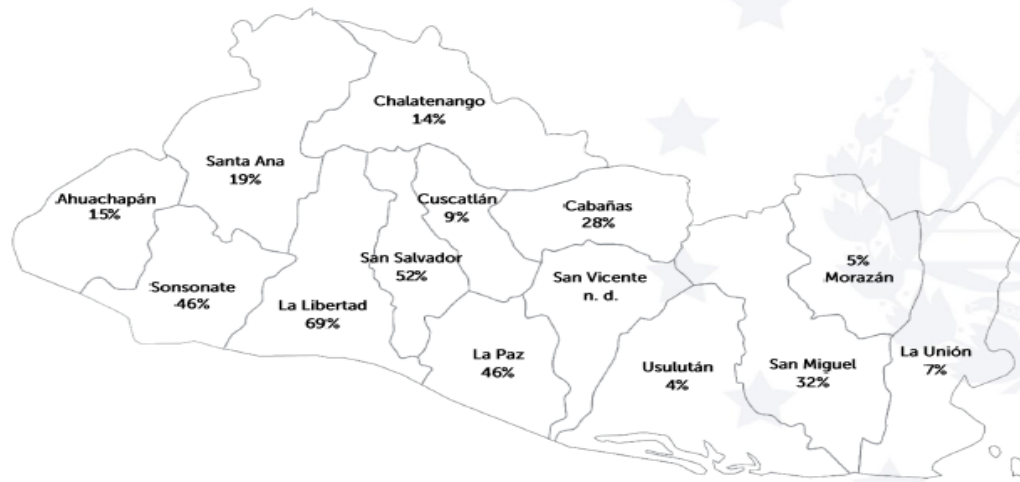 Chalatenango
14%
Santa Ana
19%
Ahuachapán
15%
Cuscatlán
9%
Cabañas
28%
San Salvador
52%
Sonsonate
46%
La Libertad
69%
San Vicente
n. d.
5%
Morazán
La Paz
46%
Usulután
4%
San Miguel
32%
La Unión
7%